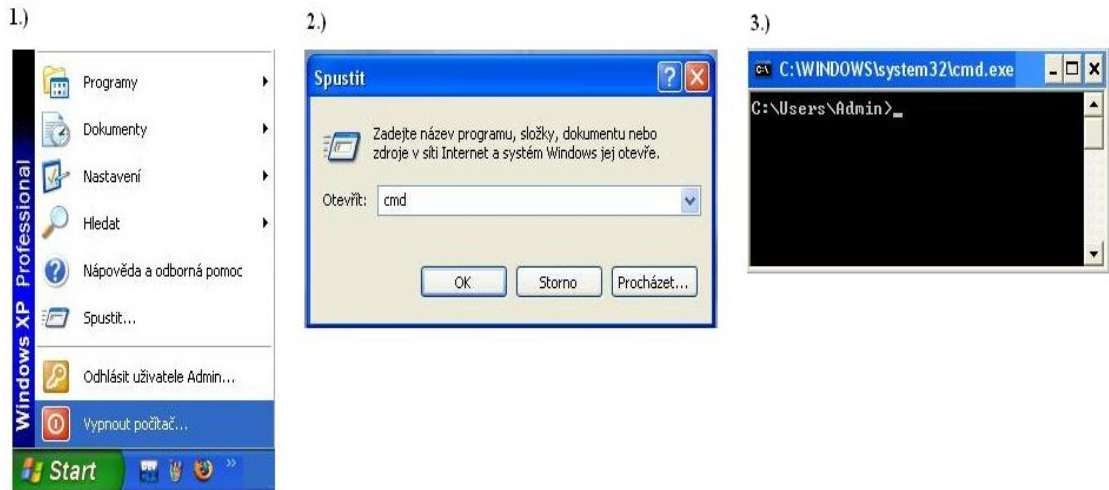 1.)
Windows XP Professional
Programy
Dokumenty
Nastavení
Hledat
Nápověda a odborná pomoc
Spustit...
Odhlásit uživatele Admin...
Vypnout počítač...
Start
2.)
Spustit
Zadejte název programu, složky, dokumentu nebo
zdroje v síti Internet a systém Windows jej otevře.
Otevřít:
cmd
OK
Storno
Procházet...
3.)
C:\WINDOWS\system32\cmd.exe
C:\Users\Admin>_